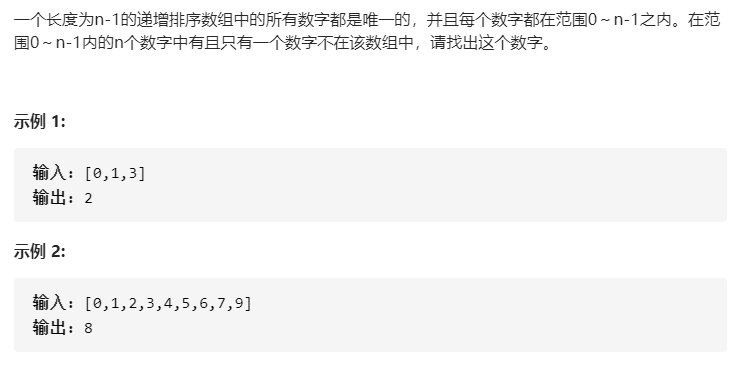 一个长度为n-1的递增排序数组中的所有数字都是唯一的，并且每个数字都在范围0～n-1之内。在范
围0～n-1内的n个数字中有且只有一个数字不在该数组中，请找出这个数字。
示例 1:
输入: [0,1,3]
输出: 2
示例 2:
输入: [0,1,2,3,4,5,6,7,9]
输出: 8